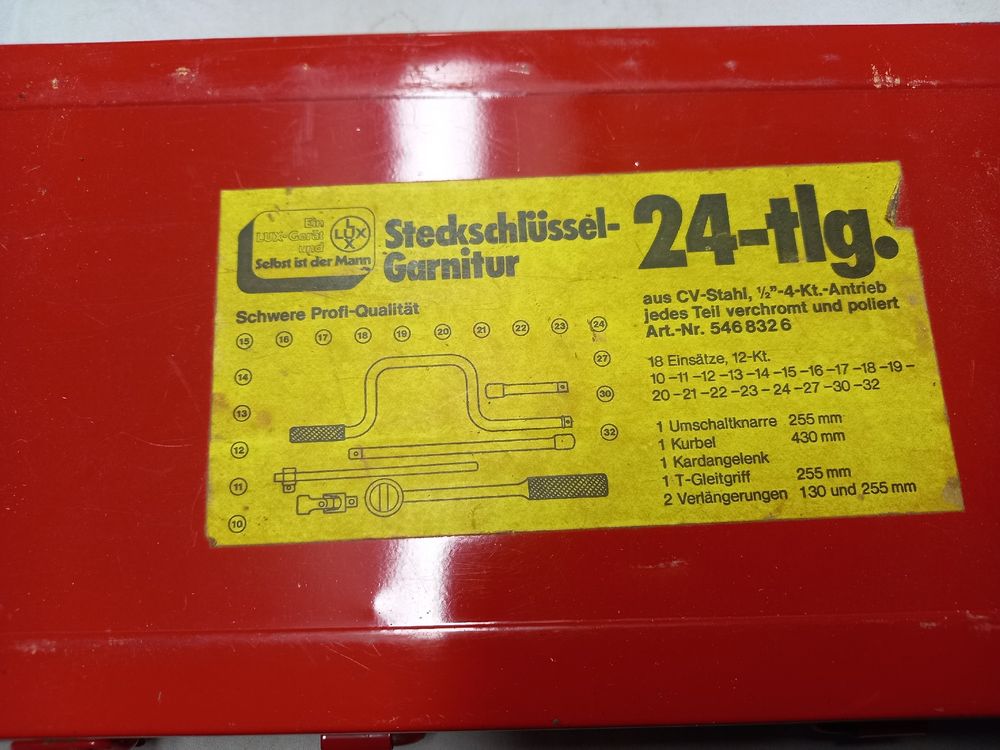 Ein
LUX-Gerät
und
Selbst ist der Mann
LUX
LUX
Steckschlüssel-
Garnitur
24-tlg.
Schwere Profi-Qualität
aus CV-Stahl, ½”-4-Kt.-Antrieb
jedes Teil verchromt und poliert
Art.-Nr. 546 832 6
18 Einsätze, 12-Kt.
10 –11 –12 –13 –14 –15 –16 –17 –18 –19 –
20 –21 –22 –23 –24 –27 –30 –32
1 Umschaltknarre 255 mm
1 Kurbel 430 mm
1 Kardangelenk
1 T-Gleitgriff 255 mm
2 Verlängerungen 130 und 255 mm
15 16 17 18 19 20 21 22 23 24
14 27
13 30
12 32
11
10